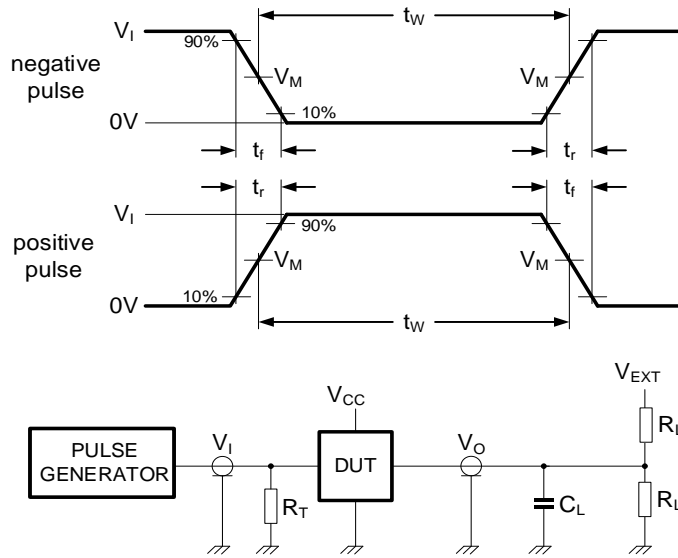 V_I
90%
t_W
negative
pulse
V_M
V_M
10%
0V
t_f
t_r
t_r
t_f
V_I
90%
positive
pulse
V_M
V_M
10%
0V
t_W
V_EXT
V_CC
R_L
PULSE
GENERATOR
V_I
DUT
V_O
R_T
C_L
R_L